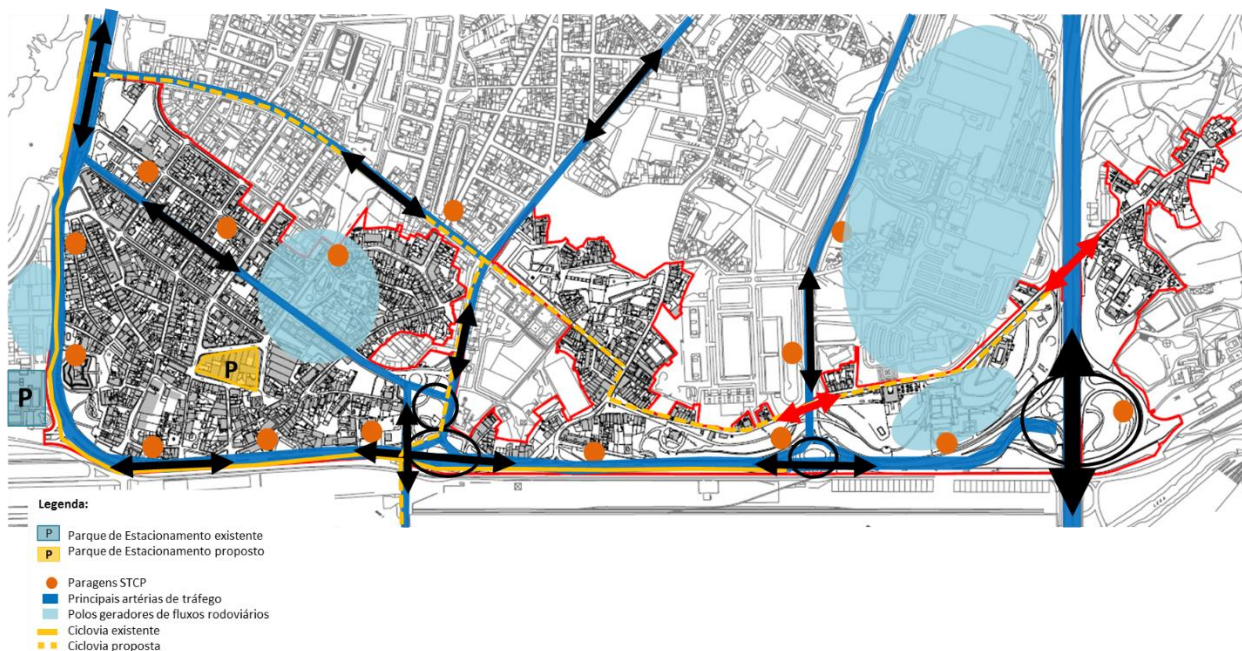 P
P
Legenda:
P Parque de Estacionamento existente
P Parque de Estacionamento proposto
Paragens STCP
Principais artérias de tráfego
Polos geradores de fluxos rodoviários
Ciclovia existente
Ciclovia proposta